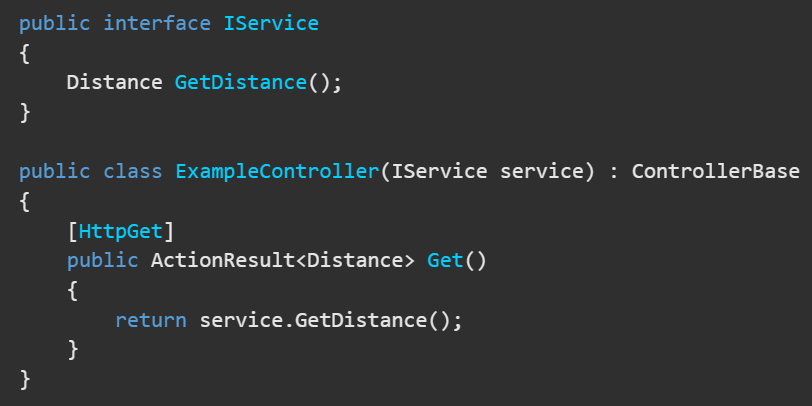 public interface IService
{
    Distance GetDistance();
}

public class ExampleController(IService service) : ControllerBase
{
    [HttpGet]
    public ActionResult<Distance> Get()
    {
        return service.GetDistance();
    }
}